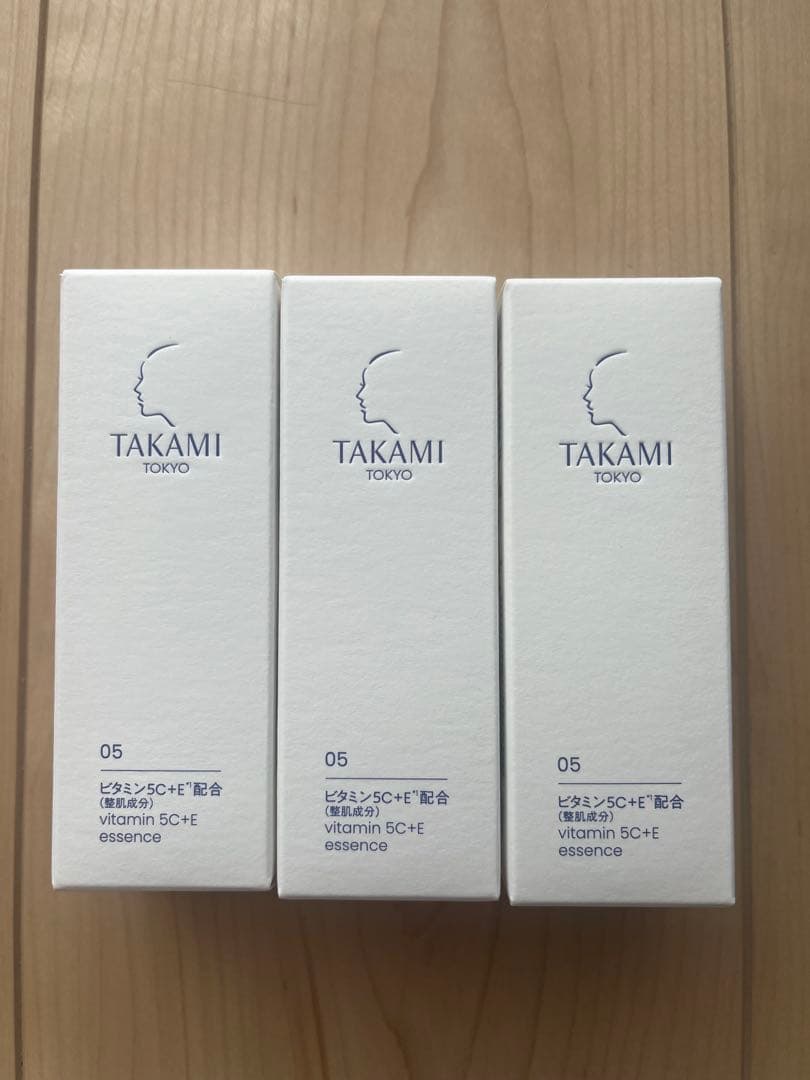 TAKAMI
TOKYO
05
ビタミン5C+E*1配合
(整肌成分)
vitamin 5C+E
essence
TAKAMI
TOKYO
05
ビタミン5C+E*1配合
(整肌成分)
vitamin 5C+E
essence
TAKAMI
TOKYO
05
ビタミン5C+E*1配合
(整肌成分)
vitamin 5C+E
essence